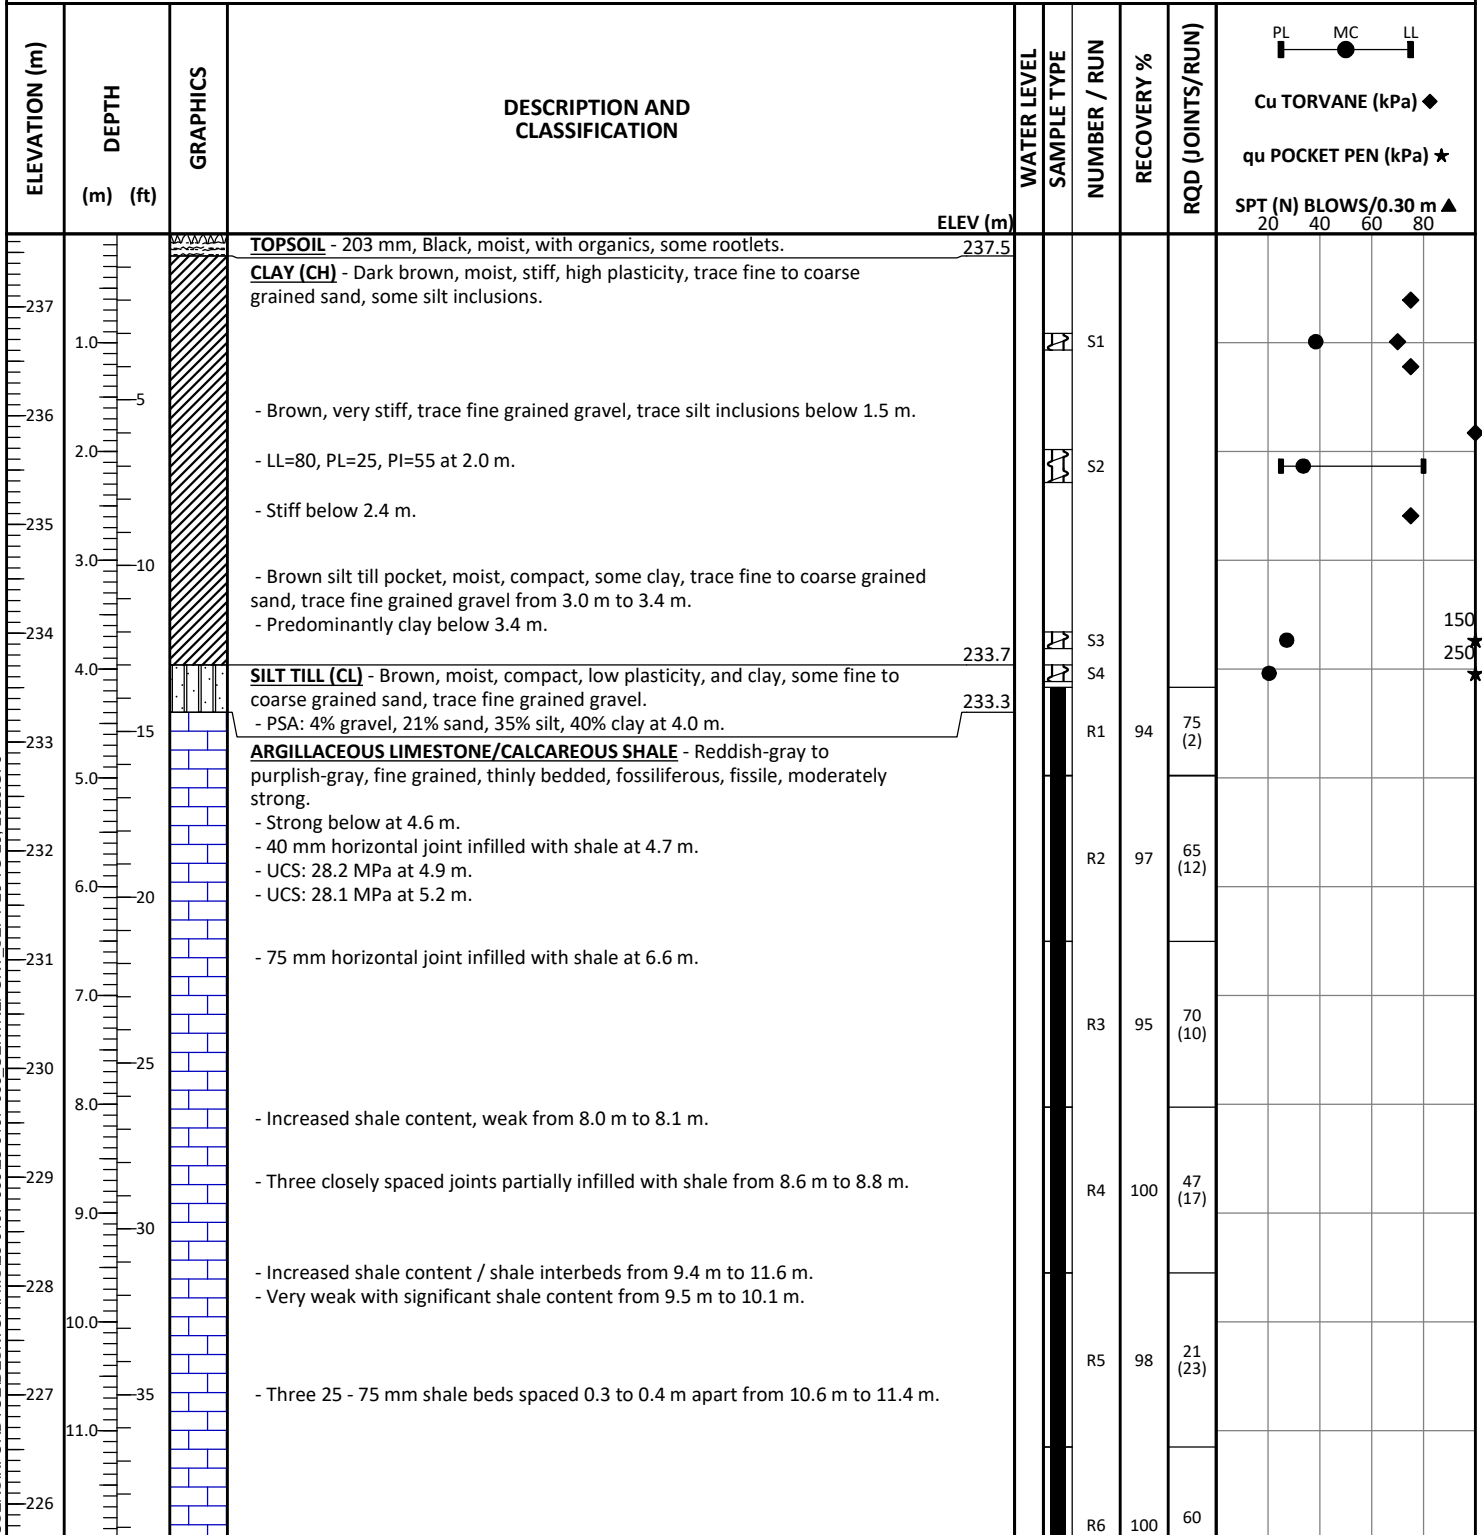 ELEVATION (m)
DEPTH
(m) (ft)
GRAPHICS
DESCRIPTION AND
CLASSIFICATION
ELEV (m)
WATER LEVEL
SAMPLE TYPE
NUMBER / RUN
RECOVERY %
RQD (JOINTS/RUN)
PL MC LL
Cu TORVANE (kPa) ◆
qu POCKET PEN (kPa) ★
SPT (N) BLOWS/0.30 m ▲
20 40 60 80
TOPSOIL - 203 mm, Black, moist, with organics, some rootlets.
237.5
CLAY (CH) - Dark brown, moist, stiff, high plasticity, trace fine to coarse
grained sand, some silt inclusions.
237
1.0
S1
5
- Brown, very stiff, trace fine grained gravel, trace silt inclusions below 1.5 m.
236
2.0
- LL=80, PL=25, PI=55 at 2.0 m.
S2
- Stiff below 2.4 m.
235
3.0
10
- Brown silt till pocket, moist, compact, some clay, trace fine to coarse grained
sand, trace fine grained gravel from 3.0 m to 3.4 m.
- Predominantly clay below 3.4 m.
150
234
S3
233.7
250
4.0
SILT TILL (CL) - Brown, moist, compact, low plasticity, and clay, some fine to
S4
coarse grained sand, trace fine grained gravel.
233.3
- PSA: 4% gravel, 21% sand, 35% silt, 40% clay at 4.0 m.
15
R1 94 75
(2)
233
ARGILLACEOUS LIMESTONE/CALCAREOUS SHALE - Reddish-gray to
purplish-gray, fine grained, thinly bedded, fossiliferous, fissile, moderately
5.0
strong.
- Strong below at 4.6 m.
- 40 mm horizontal joint infilled with shale at 4.7 m.
232
R2 97 65
(12)
- UCS: 28.2 MPa at 4.9 m.
6.0
- UCS: 28.1 MPa at 5.2 m.
20
- 75 mm horizontal joint infilled with shale at 6.6 m.
231
7.0
R3 95 70
(10)
25
230
8.0
- Increased shale content, weak from 8.0 m to 8.1 m.
229
- Three closely spaced joints partially infilled with shale from 8.6 m to 8.8 m.
R4 100 47
(17)
9.0
30
- Increased shale content / shale interbeds from 9.4 m to 11.6 m.
228
- Very weak with significant shale content from 9.5 m to 10.1 m.
10.0
R5 98 21
(23)
227
35
- Three 25 - 75 mm shale beds spaced 0.3 to 0.4 m apart from 10.6 m to 11.4 m.
11.0
226
R6 100 60